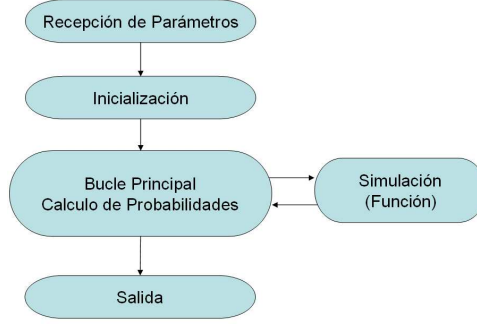 Recepción de Parámetros
Inicialización
Bucle Principal
Calculo de Probabilidades
Simulación
(Función)
Salida